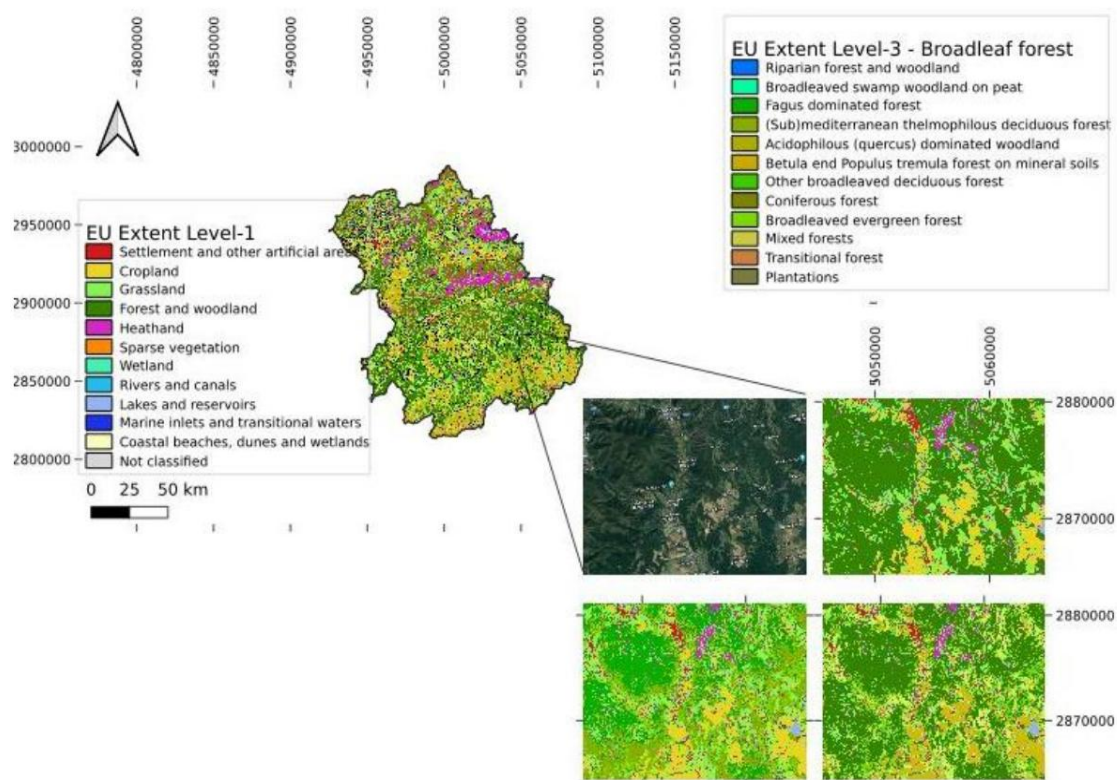 4800000
4850000
4900000
4950000
5000000
5050000
5100000
5150000
3000000
2950000
2900000
2850000
2800000
EU Extent Level-1
Settlement and other artificial area
Cropland
Grassland
Forest and woodland
Heathand
Sparse vegetation
Wetland
Rivers and canals
Lakes and reservoirs
Marine inlets and transitional waters
Coastal beaches, dunes and wetlands
Not classified
0 25 50 km
EU Extent Level-3 - Broadleaf forest
Riparian forest and woodland
Broadleaved swamp woodland on peat
Fagus dominated forest
(Sub)mediterranean thelmophilous deciduous forest
Acidophilous (quercus) dominated woodland
Betula end Populus tremula forest on mineral soils
Other broadleaved deciduous forest
Coniferous forest
Broadleaved evergreen forest
Mixed forests
Transitional forest
Plantations
5050000
5060000
2880000
2870000
2880000
2870000